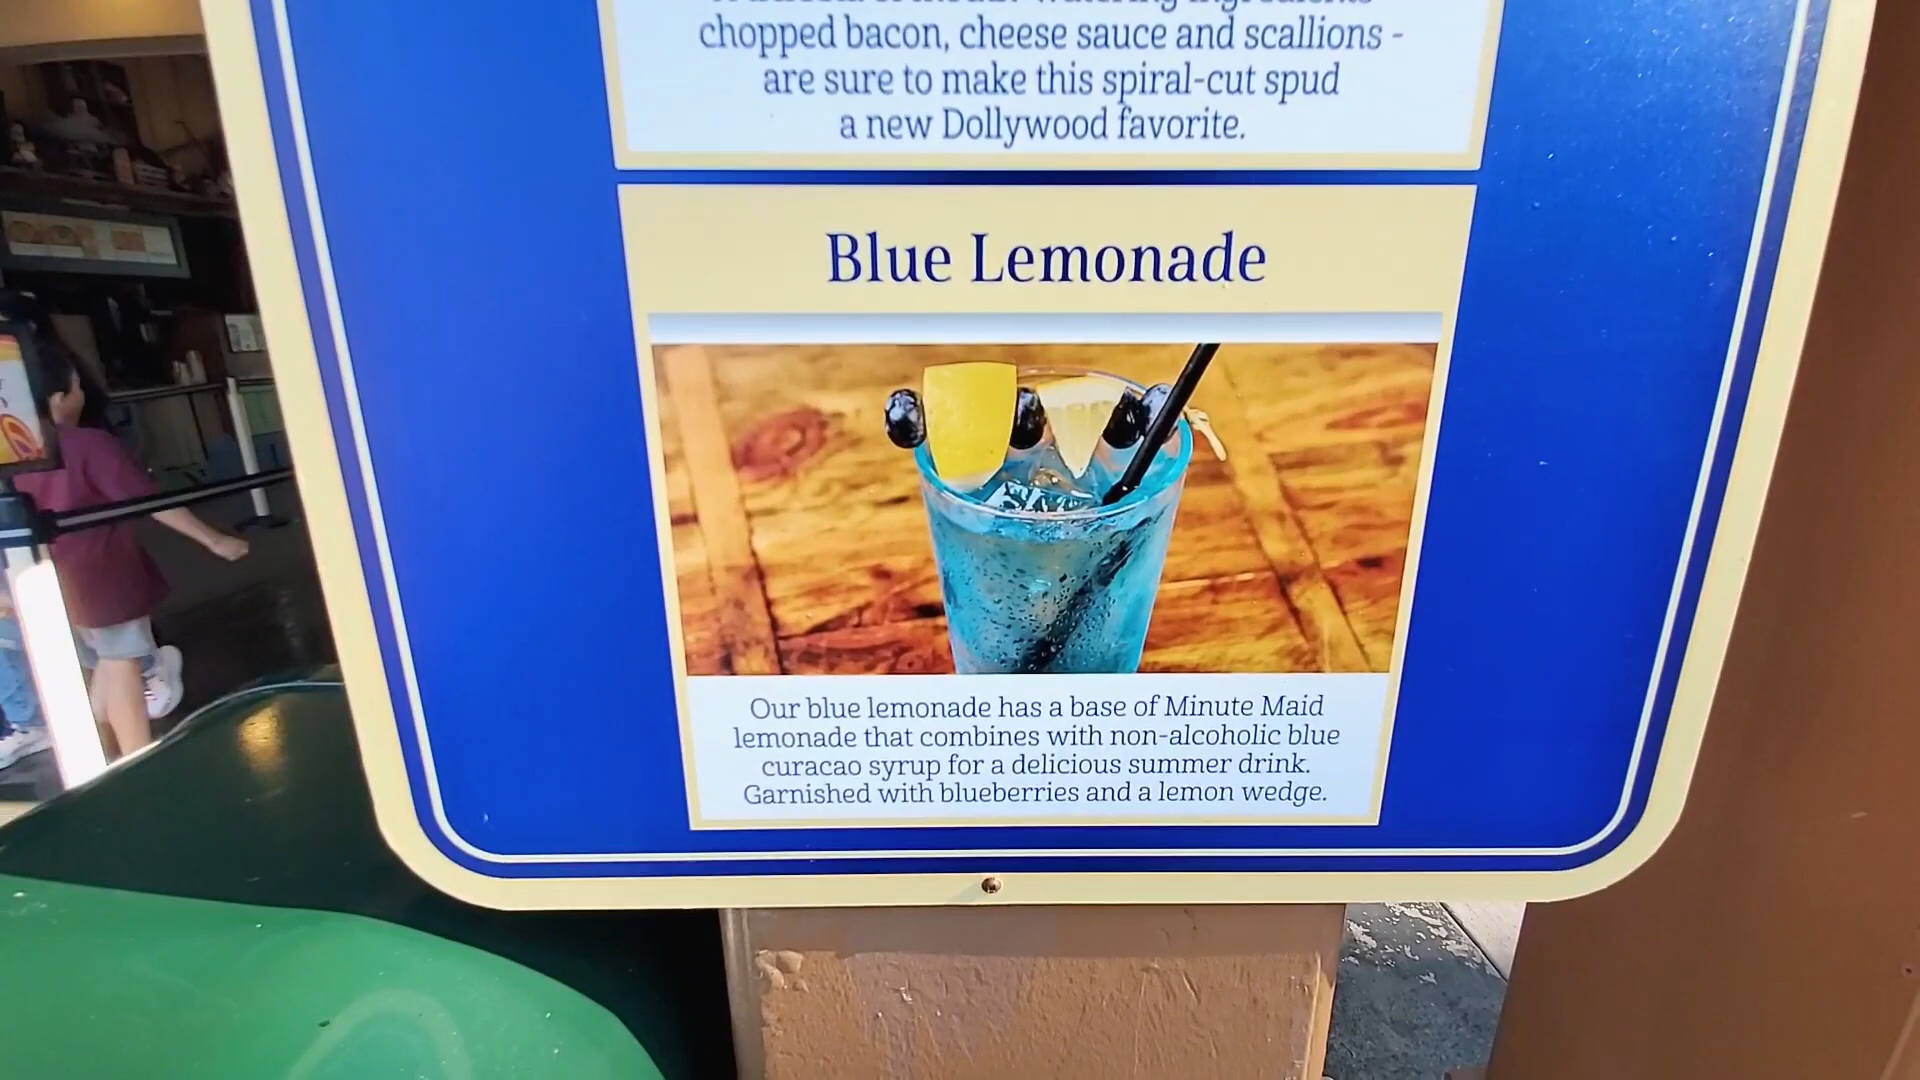 chopped bacon, cheese sauce and scallions -
are sure to make this spiral-cut spud
a new Dollywood favorite.
Blue Lemonade
Our blue lemonade has a base of Minute Maid
lemonade that combines with non-alcoholic blue
curacao syrup for a delicious summer drink.
Garnished with blueberries and a lemon wedge.